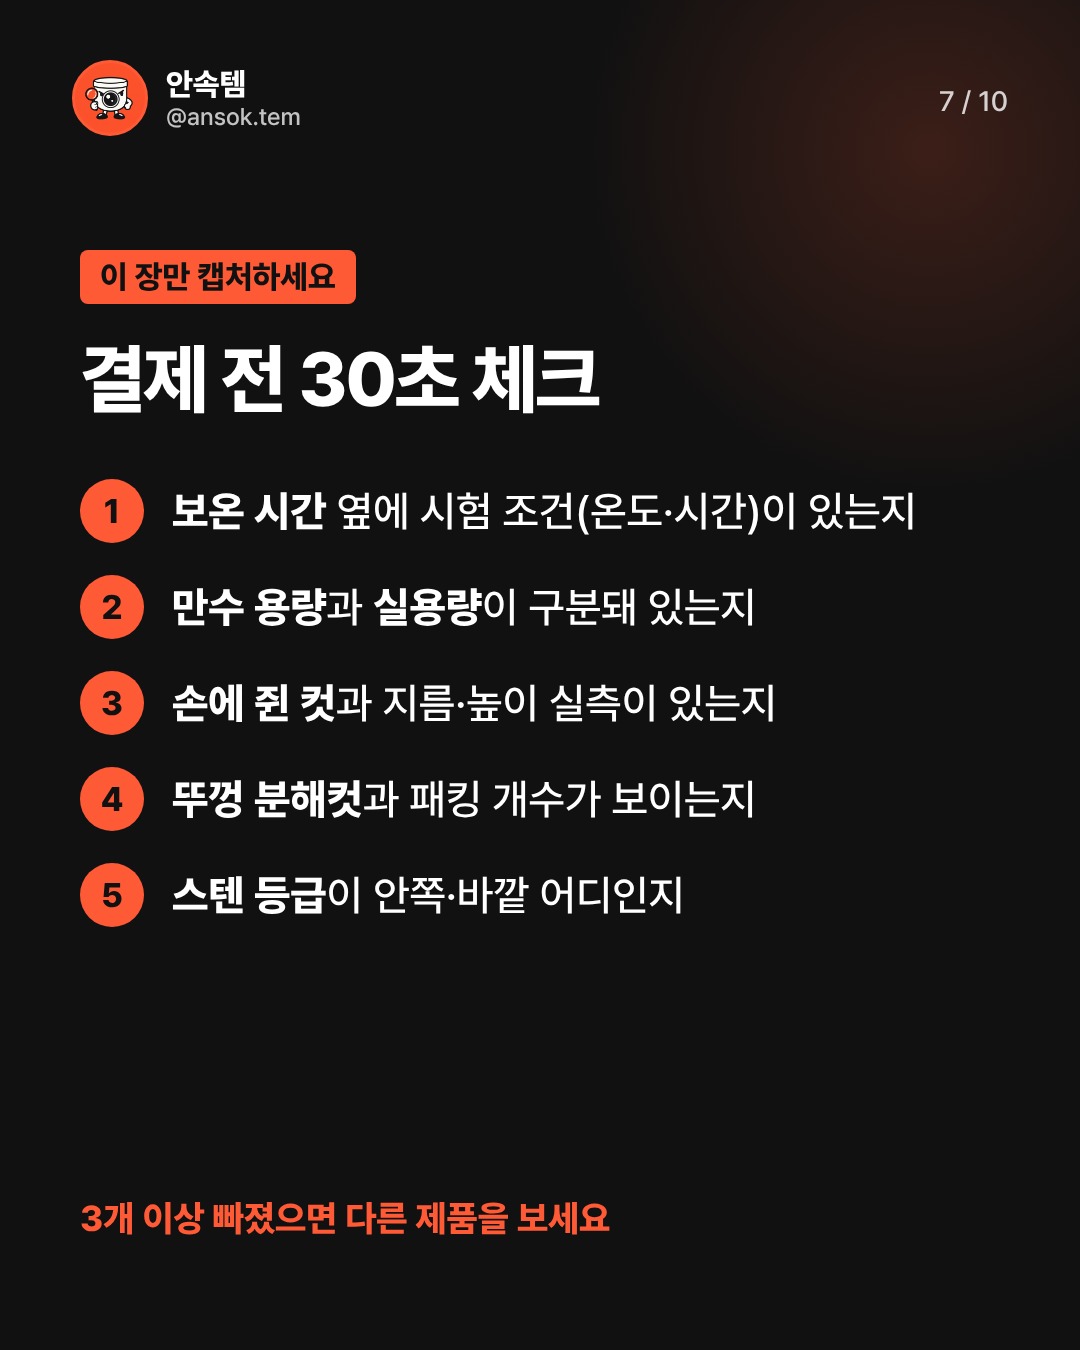 안속템
@ansok.tem
7 / 10
이 장만 캡처하세요
결제 전 30초 체크
1 보온 시간 옆에 시험 조건(온도·시간)이 있는지
2 만수 용량과 실용량이 구분돼 있는지
3 손에 쥔 컷과 지름·높이 실측이 있는지
4 뚜껑 분해컷과 패킹 개수가 보이는지
5 스텐 등급이 안쪽·바깥 어디인지
3개 이상 빠졌으면 다른 제품을 보세요